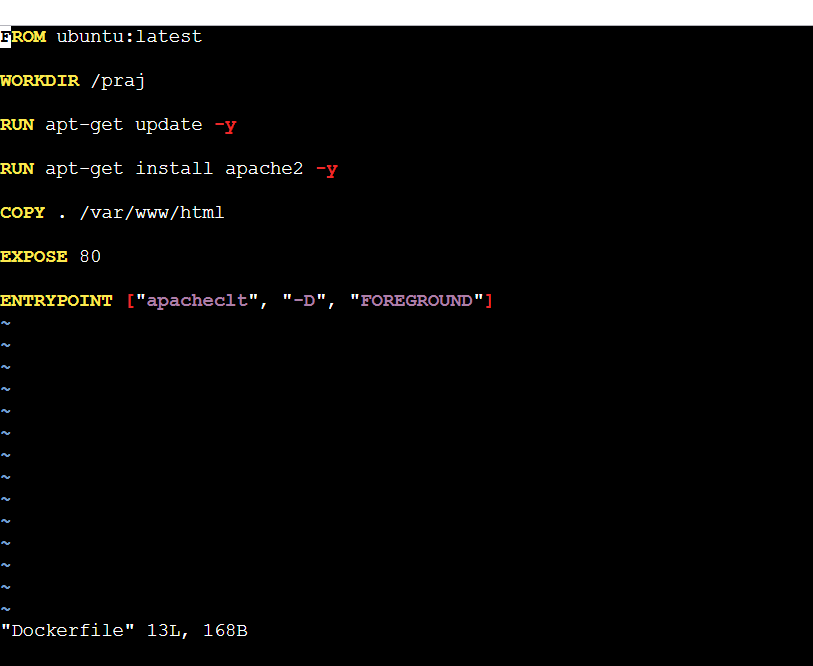 FROM ubuntu:latest
WORKDIR /praj
RUN apt-get update -y
RUN apt-get install apache2 -y
COPY . /var/www/html
EXPOSE 80
ENTRYPOINT ["apacheclt", "-D", "FOREGROUND"]
~
~
~
~
~
~
~
~
~
~
~
~
~
~
"Dockerfile" 13L, 168B